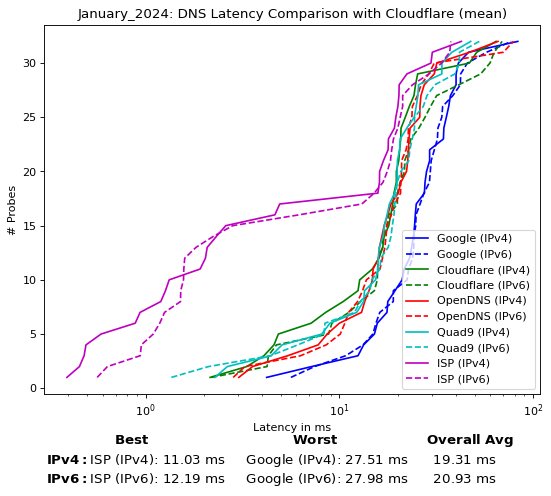 January_2024: DNS Latency Comparison with Cloudflare (mean)
# Probes
30
25
20
15
10
5
0
Google (IPv4)
Google (IPv6)
Cloudflare (IPv4)
Cloudflare (IPv6)
OpenDNS (IPv4)
OpenDNS (IPv6)
Quad9 (IPv4)
Quad9 (IPv6)
ISP (IPv4)
ISP (IPv6)
10⁰ 10¹ 10²
Latency in ms
Best Worst Overall Avg
IPv4: ISP (IPv4): 11.03 ms Google (IPv4): 27.51 ms 19.31 ms
IPv6: ISP (IPv6): 12.19 ms Google (IPv6): 27.98 ms 20.93 ms